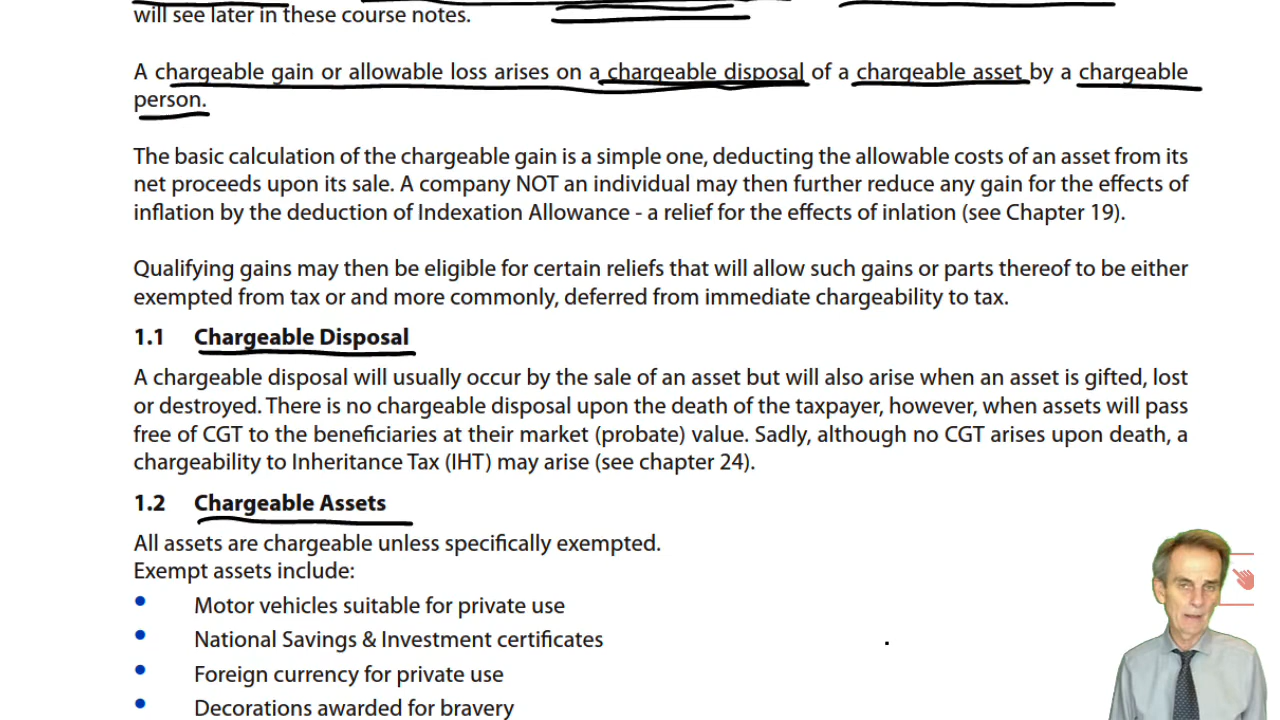 will see later in these course notes.
A chargeable gain or allowable loss arises on a chargeable disposal of a chargeable asset by a chargeable
person.
The basic calculation of the chargeable gain is a simple one, deducting the allowable costs of an asset from its
net proceeds upon its sale. A company NOT an individual may then further reduce any gain for the effects of
inflation by the deduction of Indexation Allowance - a relief for the effects of inlation (see Chapter 19).
Qualifying gains may then be eligible for certain reliefs that will allow such gains or parts thereof to be either
exempted from tax or and more commonly, deferred from immediate chargeability to tax.
1.1 Chargeable Disposal
A chargeable disposal will usually occur by the sale of an asset but will also arise when an asset is gifted, lost
or destroyed. There is no chargeable disposal upon the death of the taxpayer, however, when assets will pass
free of CGT to the beneficiaries at their market (probate) value. Sadly, although no CGT arises upon death, a
chargeability to Inheritance Tax (IHT) may arise (see chapter 24).
1.2 Chargeable Assets
All assets are chargeable unless specifically exempted.
Exempt assets include:
• Motor vehicles suitable for private use
• National Savings & Investment certificates
• Foreign currency for private use
• Decorations awarded for bravery